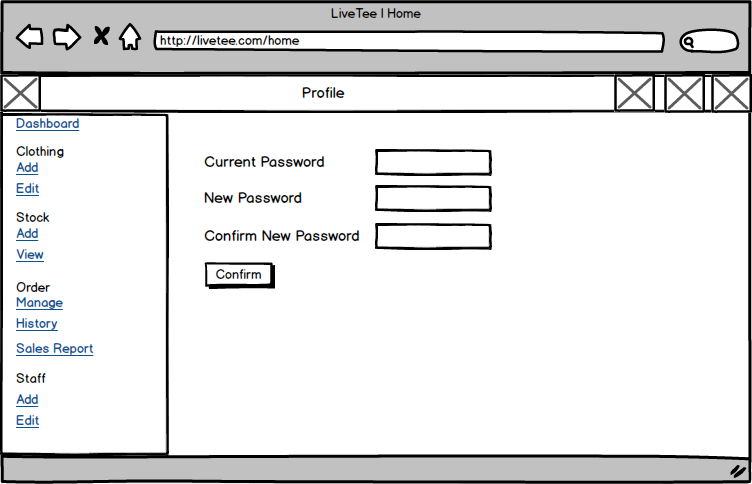 LiveTee | Home
http://livetee.com/home
Profile
Dashboard
Clothing
Add
Edit
Stock
Add
View
Order
Manage
History
Sales Report
Staff
Add
Edit
Current Password
New Password
Confirm New Password
Confirm